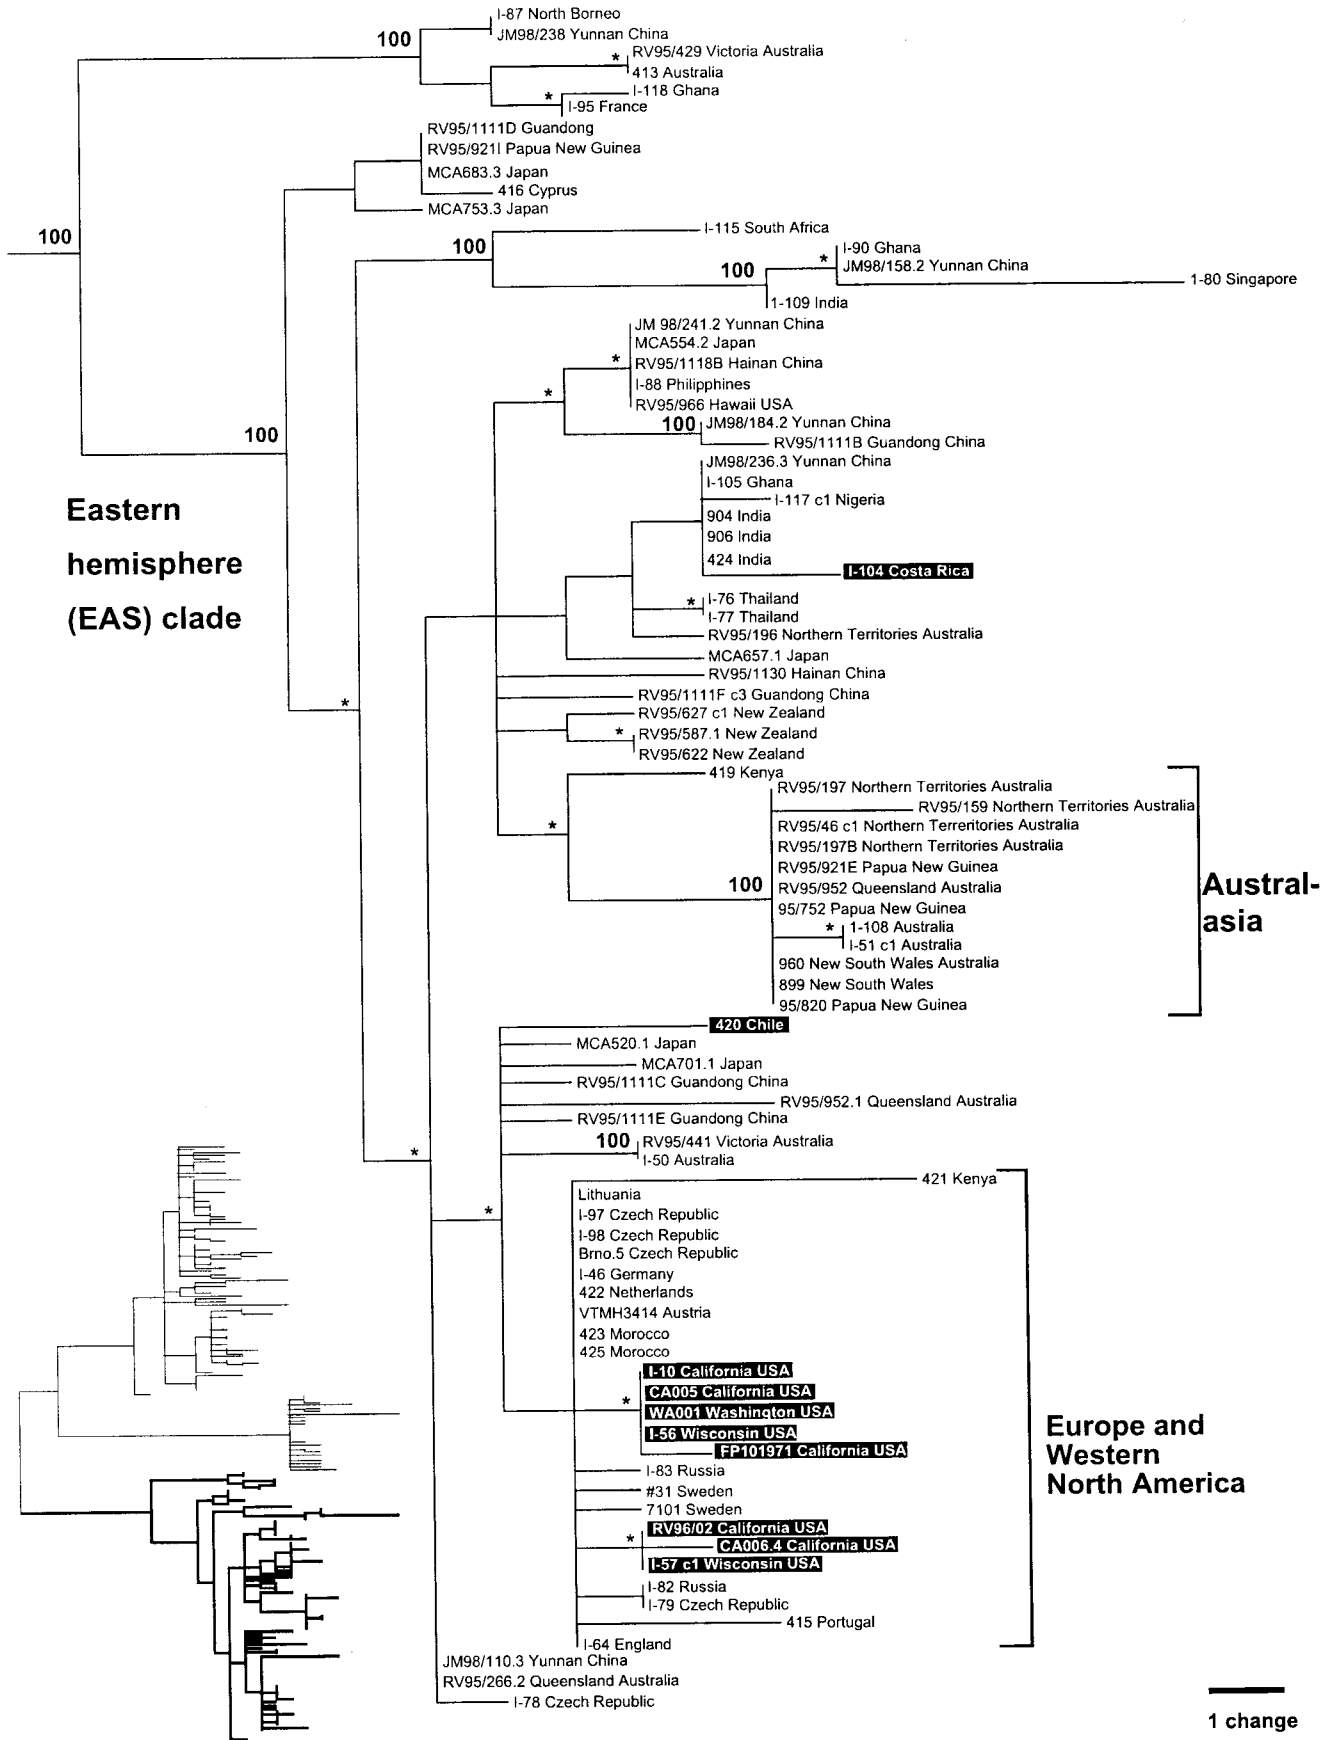 I-87 North Borneo
100
JM98/238 Yunnan China
RV95/429 Victoria Australia
*
413 Australia
I-118 Ghana
*
I-95 France
RV95/1111D Guandong
RV95/921I Papua New Guinea
MCA683.3 Japan
416 Cyprus
MCA753.3 Japan
I-115 South Africa
100
100
I-90 Ghana
*
JM98/158.2 Yunnan China
100
1-80 Singapore
1-109 India
JM 98/241.2 Yunnan China
MCA554.2 Japan
*
RV95/1118B Hainan China
I-88 Philipphines
*
RV95/966 Hawaii USA
100
JM98/184.2 Yunnan China
100
RV95/1111B Guandong China
JM98/236.3 Yunnan China
I-105 Ghana
I-117 c1 Nigeria
Eastern
hemisphere
(EAS) clade
904 India
906 India
424 India
I-104 Costa Rica
*
I-76 Thailand
I-77 Thailand
RV95/196 Northern Territories Australia
MCA657.1 Japan
RV95/1130 Hainan China
RV95/1111F c3 Guandong China
*
RV95/627 c1 New Zealand
*
RV95/587.1 New Zealand
RV95/622 New Zealand
419 Kenya
RV95/197 Northern Territories Australia
RV95/159 Northern Territories Australia
*
RV95/46 c1 Northern Terreritories Australia
RV95/197B Northern Territories Australia
RV95/921E Papua New Guinea
100
RV95/952 Queensland Australia
Austral-
asia
95/752 Papua New Guinea
*
1-108 Australia
I-51 c1 Australia
960 New South Wales Australia
899 New South Wales
95/820 Papua New Guinea
420 Chile
MCA520.1 Japan
MCA701.1 Japan
RV95/1111C Guandong China
RV95/952.1 Queensland Australia
RV95/1111E Guandong China
100
RV95/441 Victoria Australia
*
I-50 Australia
421 Kenya
Lithuania
*
I-97 Czech Republic
I-98 Czech Republic
Brno.5 Czech Republic
I-46 Germany
422 Netherlands
VTMH3414 Austria
423 Morocco
425 Morocco
I-10 California USA
CA005 California USA
*
WA001 Washington USA
I-56 Wisconsin USA
FP101971 California USA
Europe and
Western
North America
I-83 Russia
#31 Sweden
7101 Sweden
RV96/02 California USA
*
CA006.4 California USA
I-57 c1 Wisconsin USA
I-82 Russia
I-79 Czech Republic
415 Portugal
I-64 England
JM98/110.3 Yunnan China
RV95/266.2 Queensland Australia
I-78 Czech Republic
1 change